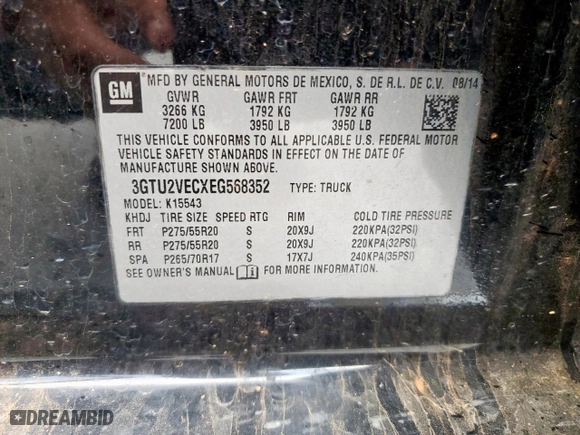 GM MFD BY GENERAL MOTORS DE MEXICO, S. DE R.L. DE C.V. 08/14
GVWR GAWR FRT GAWR RR
3266 KG 1792 KG 1792 KG
7200 LB 3950 LB 3950 LB
THIS VEHICLE CONFORMS TO ALL APPLICABLE U.S. FEDERAL MOTOR
VEHICLE SAFETY STANDARDS IN EFFECT ON THE DATE OF
MANUFACTURE SHOWN ABOVE.
3GTU2VECXEG568352 TYPE: TRUCK
MODEL: K15543
KHDJ TIRE SIZE SPEED RTG RIM COLD TIRE PRESSURE
FRT P275/55R20 S 20X9J 220KPA(32PSI)
RR P275/55R20 S 20X9J 220KPA(32PSI)
SPA P265/70R17 S 17X7J 240KPA(35PSI)
SEE OWNER'S MANUAL FOR MORE INFORMATION.
DREAMBID